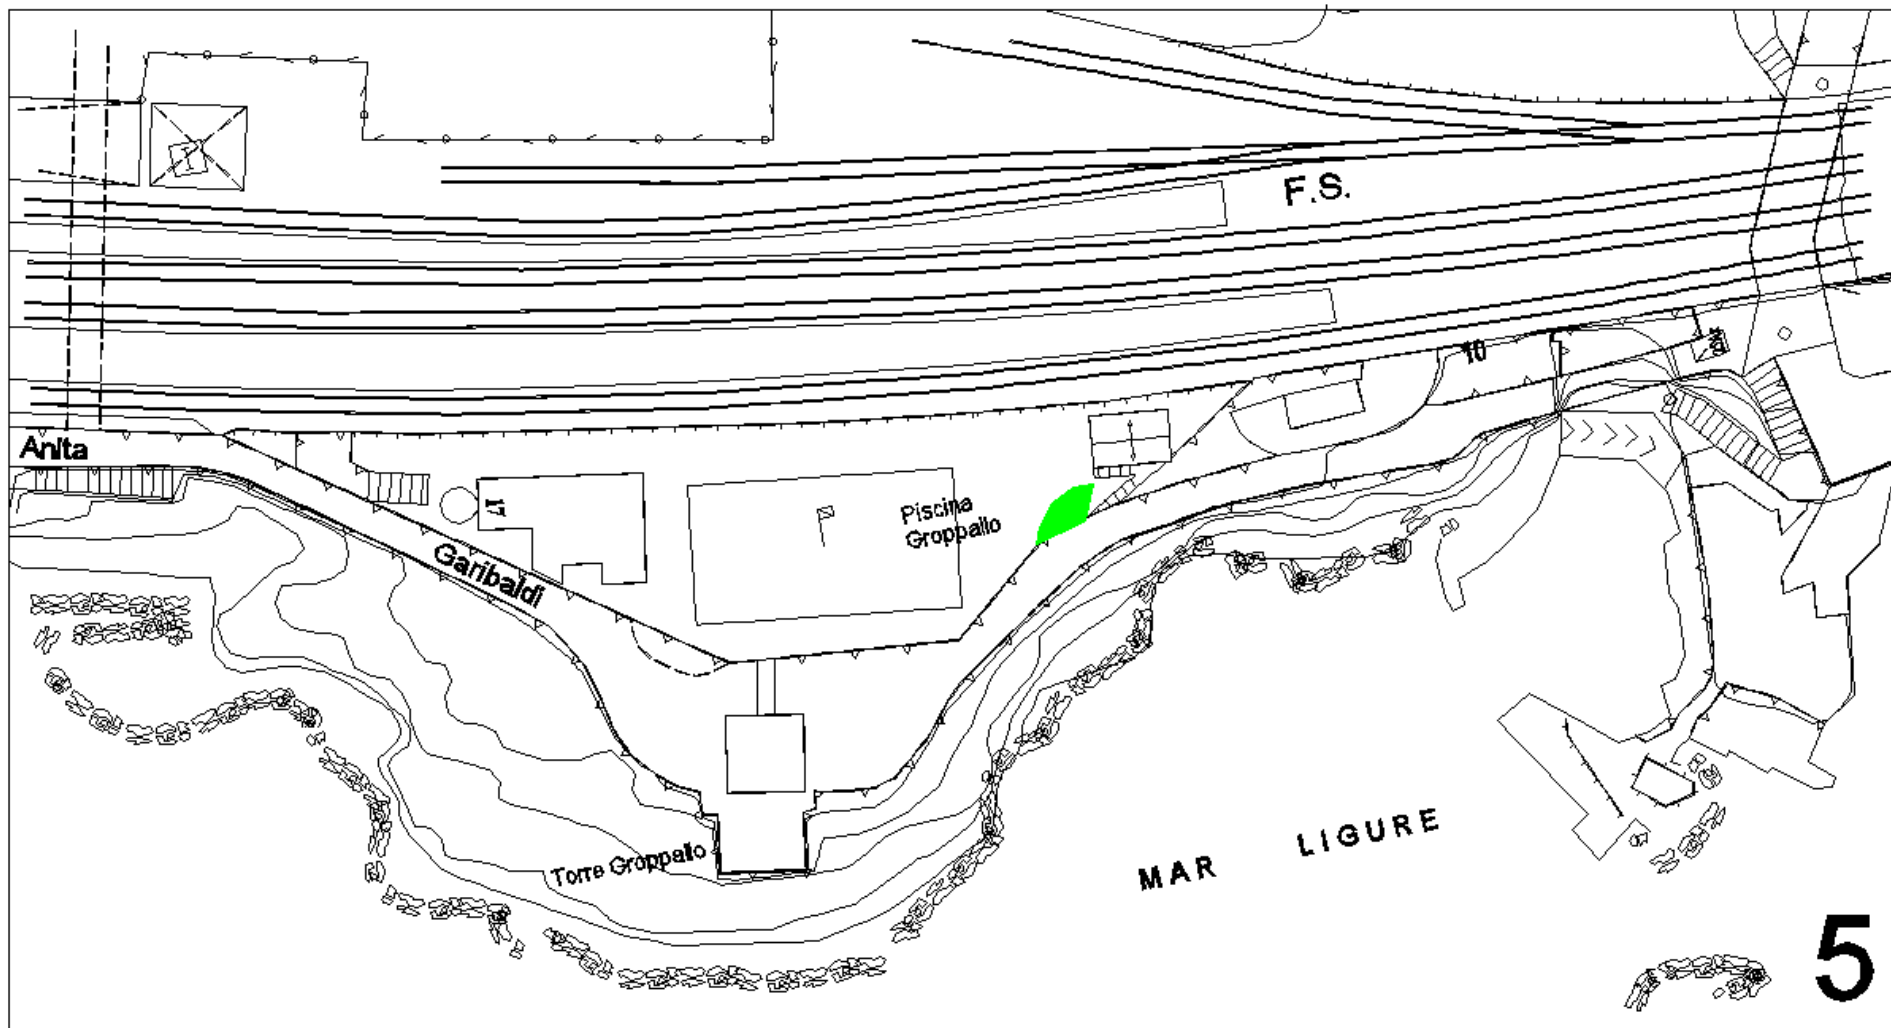 F.S.
10
Anita
17
Piscina
Groppallo
Garibaldi
Torre Groppallo
MAR LIGURE
5